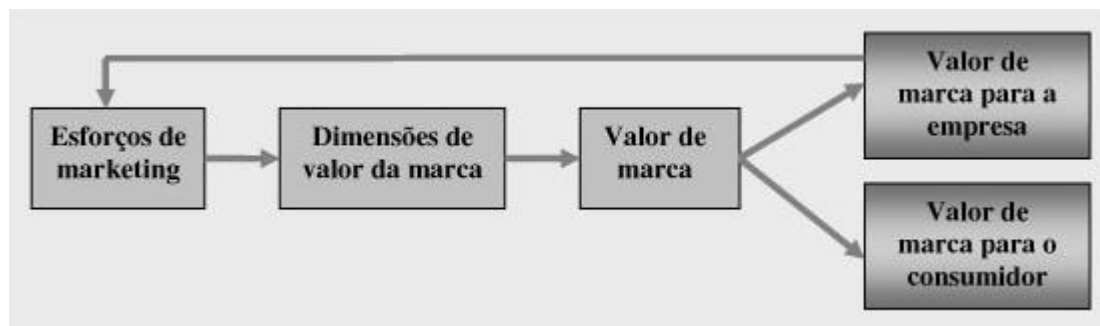 Esforços de
marketing
Dimensões de
valor da marca
Valor de
marca
Valor de
marca para a
empresa
Valor de
marca para o
consumidor